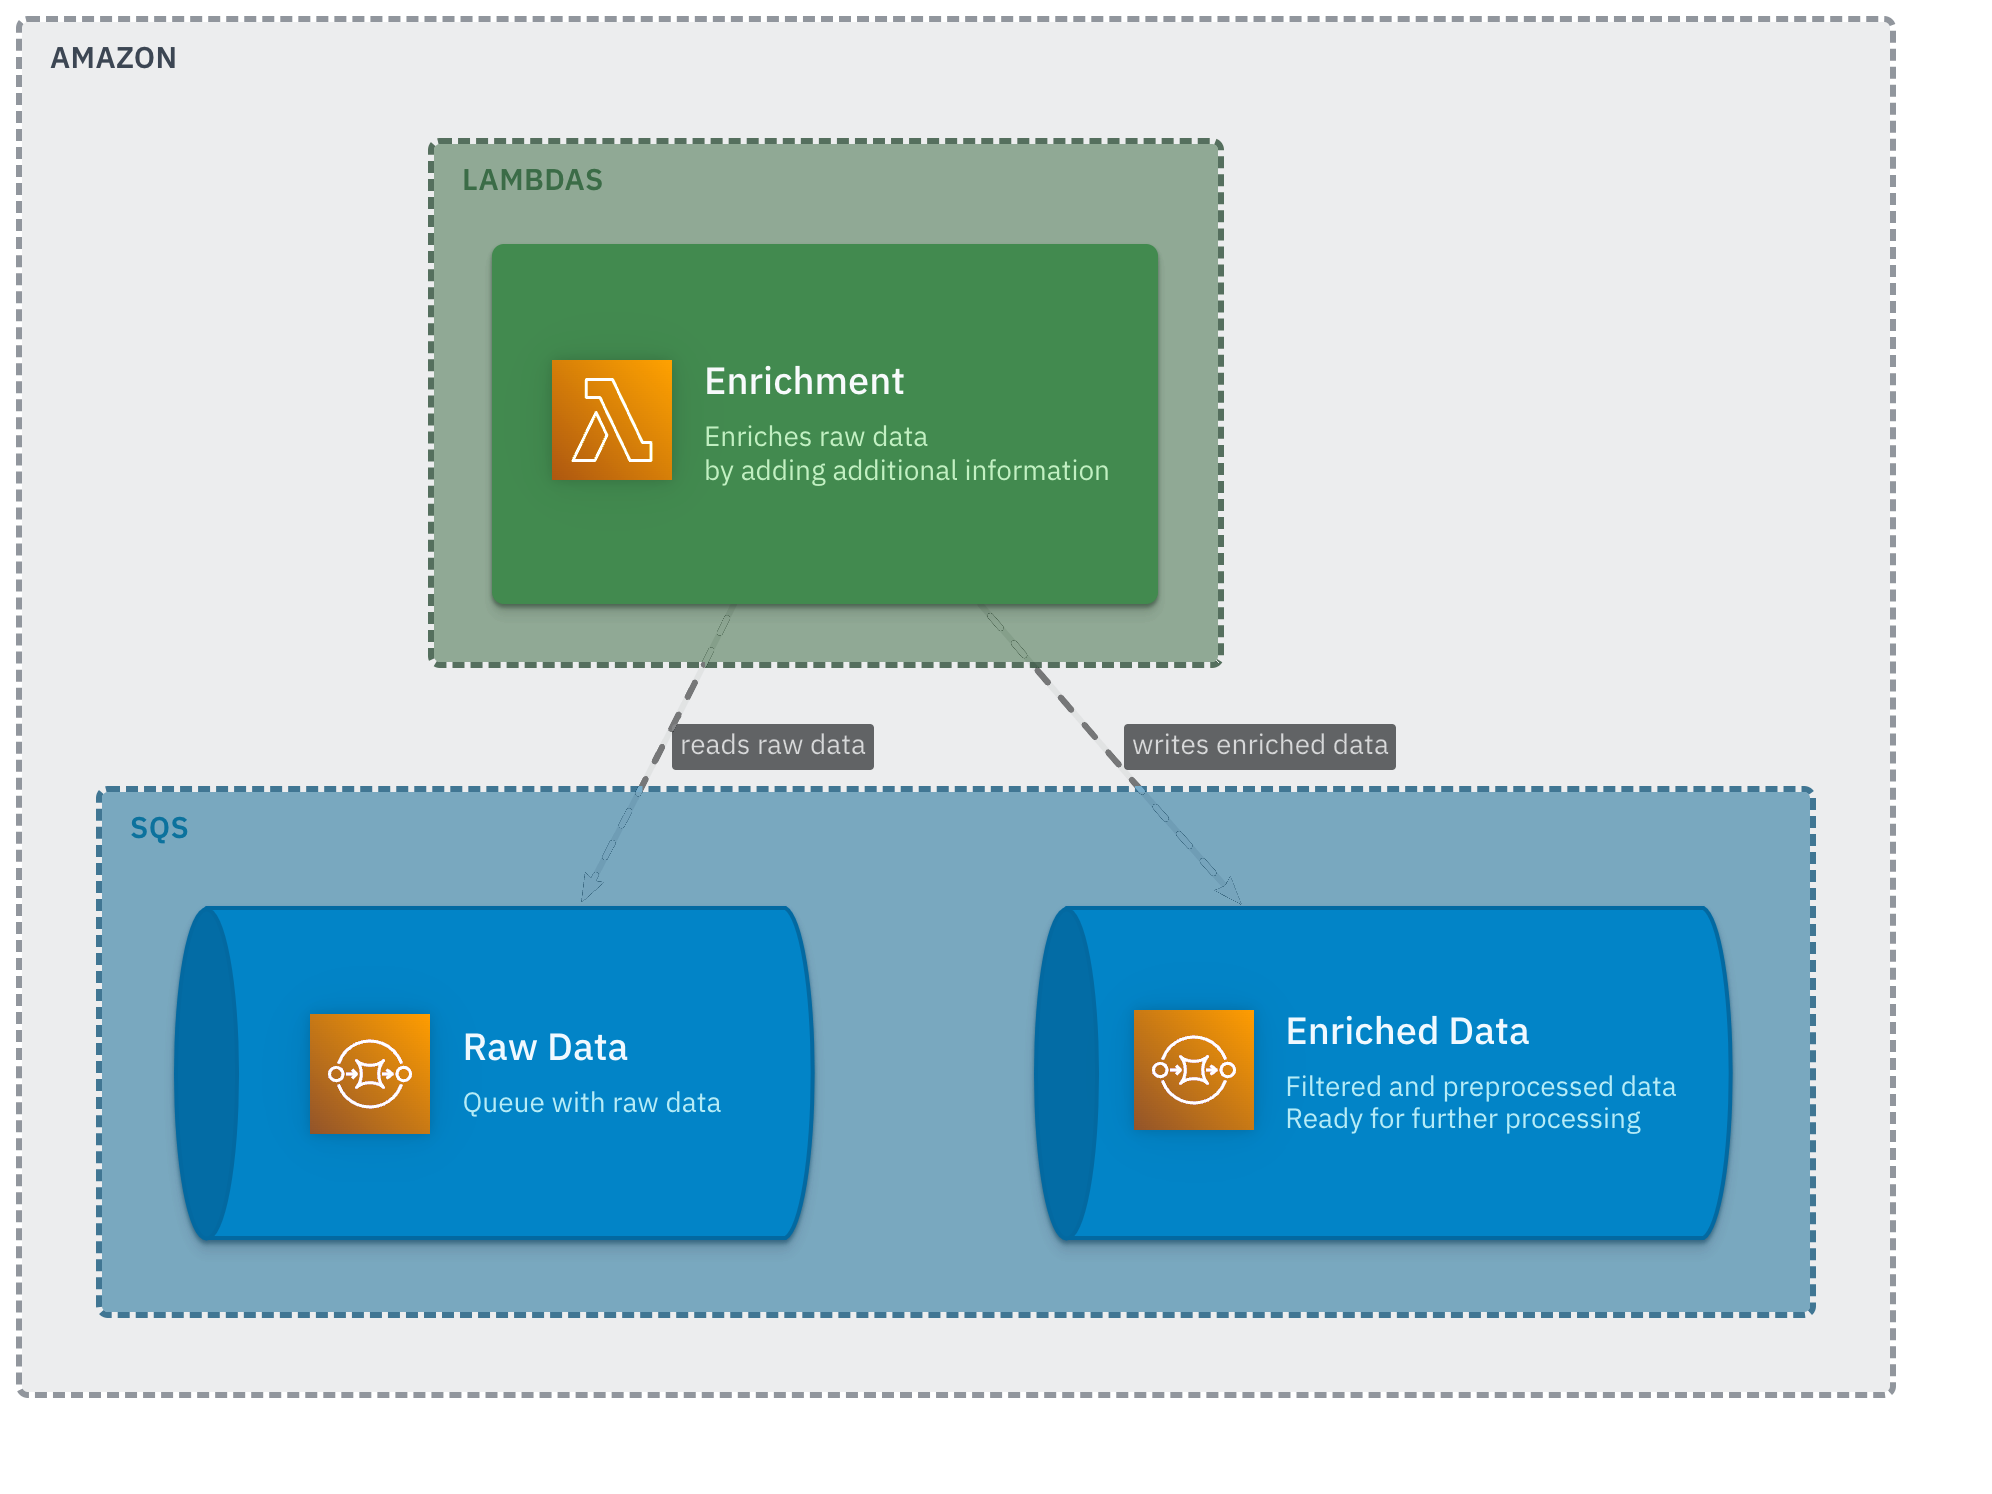 AMAZON
LAMBDAS
Enrichment
Enriches raw data
by adding additional information
reads raw data
writes enriched data
SQS
Raw Data
Queue with raw data
Enriched Data
Filtered and preprocessed data
Ready for further processing